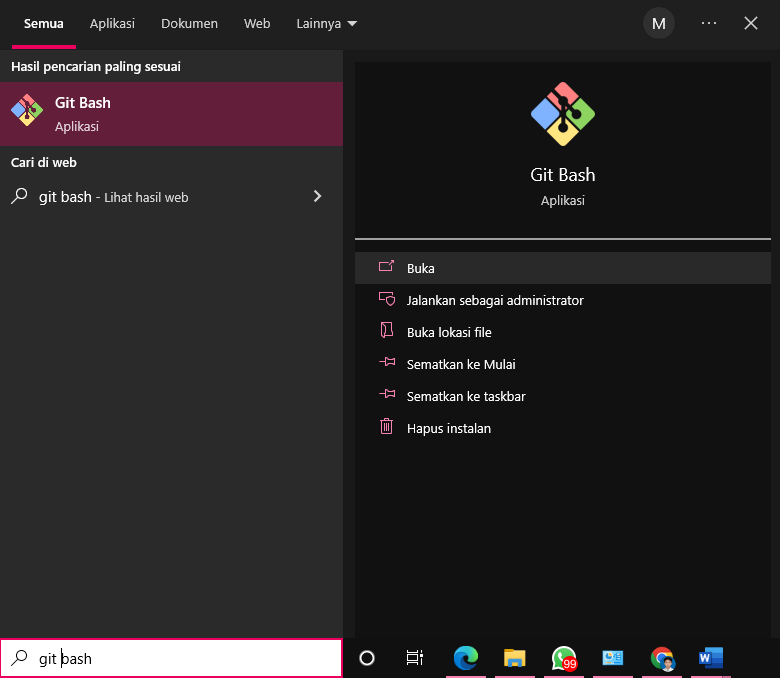 Semua Aplikasi Dokumen Web Lainnya M
Hasil pencarian paling sesuai
Git Bash
Aplikasi
Cari di web
git bash - Lihat hasil web
Git Bash
Aplikasi
Buka
Jalankan sebagai administrator
Buka lokasi file
Sematkan ke Mulai
Sematkan ke taskbar
Hapus instalan
git bash
99
W